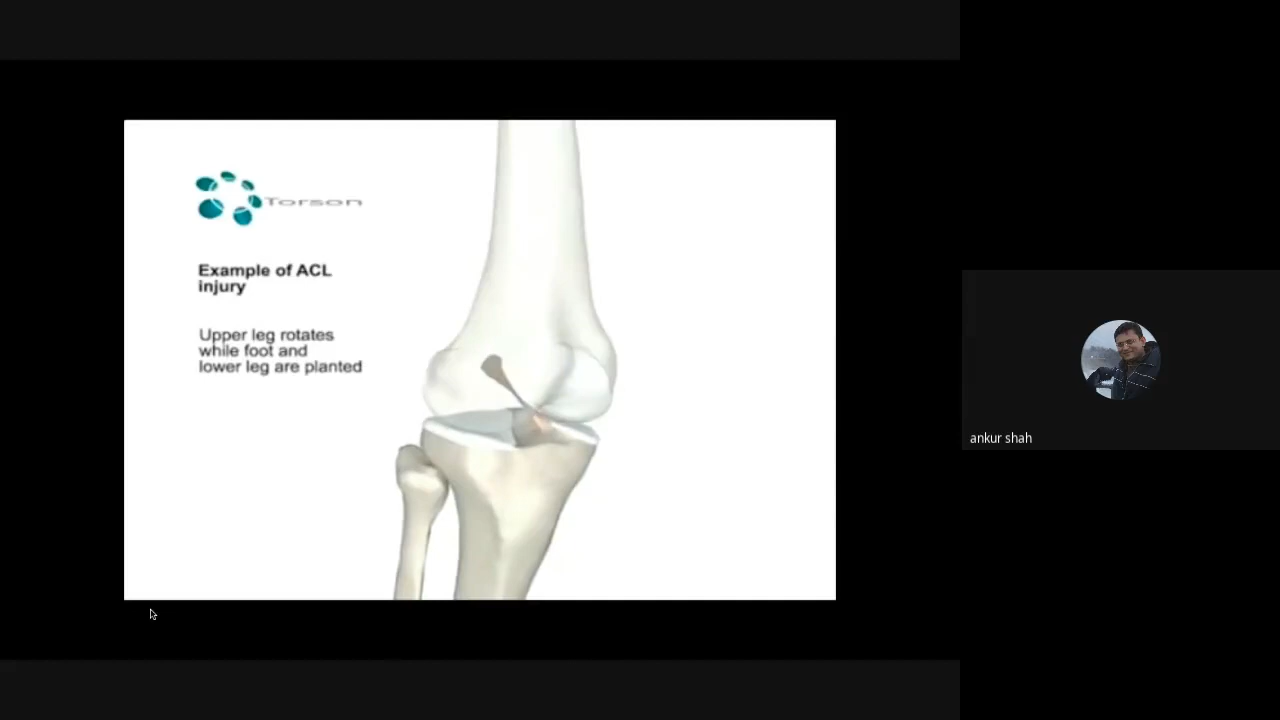 Torson
Example of ACL
injury
Upper leg rotates
while foot and
lower leg are planted
ankur shah